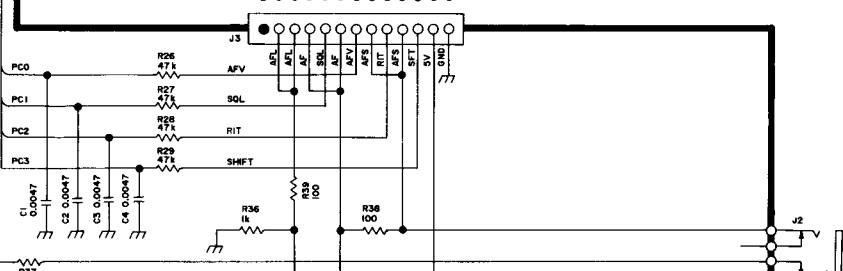 J3
AFL
AFL
AF
SQL
AF
AFV
AFS
RIT
AFS
SFT
5V
GND
PC0
R26
47k
AFV
PC1
R27
47k
SQL
PC2
R28
47k
RIT
PC3
R29
47k
SHIFT
C1
0.0047
C2 0.0047
C3 0.0047
C4 0.0047
R39
100
R36
1k
R38
100
J2